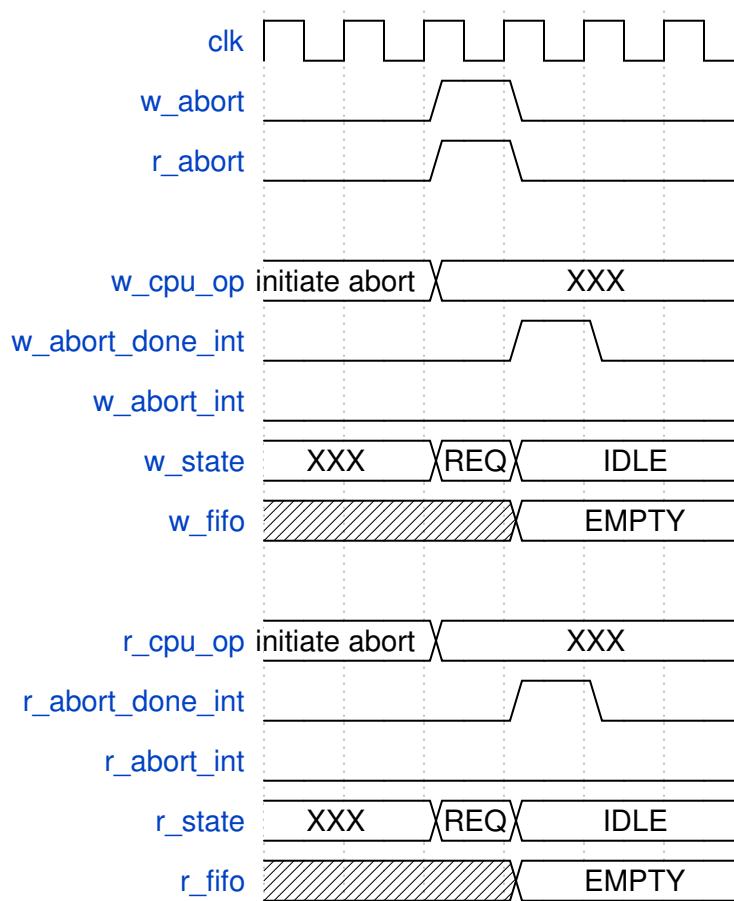 clk
w_abort
r_abort
w_cpu_op initiate abort XXX
w_abort_done_int
w_abort_int
w_state XXX REQ IDLE
w_fifo EMPTY
r_cpu_op initiate abort XXX
r_abort_done_int
r_abort_int
r_state XXX REQ IDLE
r_fifo EMPTY